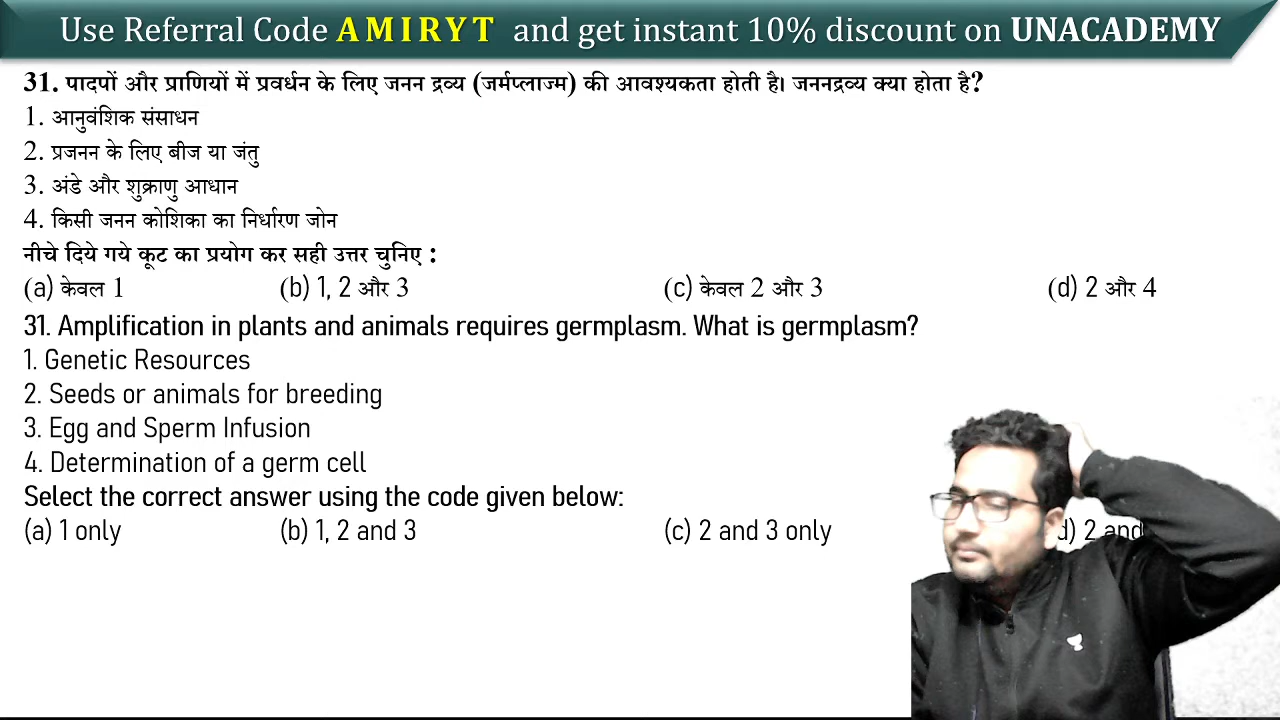 Use Referral Code AMIRYT and get instant 10% discount on UNACADEMY
31. पादपों और प्राणियों में प्रवर्धन के लिए जनन द्रव्य (जर्मप्लाज्म) की आवश्यकता होती है। जननद्रव्य क्या होता है?
1. आनुवंशिक संसाधन
2. प्रजनन के लिए बीज या जंतु
3. अंडे और शुक्राणु आधान
4. किसी जनन कोशिका का निर्धारण जोन
नीचे दिये गये कूट का प्रयोग कर सही उत्तर चुनिए :
(a) केवल 1 (b) 1, 2 और 3 (c) केवल 2 और 3 (d) 2 और 4
31. Amplification in plants and animals requires germplasm. What is germplasm?
1. Genetic Resources
2. Seeds or animals for breeding
3. Egg and Sperm Infusion
4. Determination of a germ cell
Select the correct answer using the code given below:
(a) 1 only (b) 1, 2 and 3 (c) 2 and 3 only d) 2 and